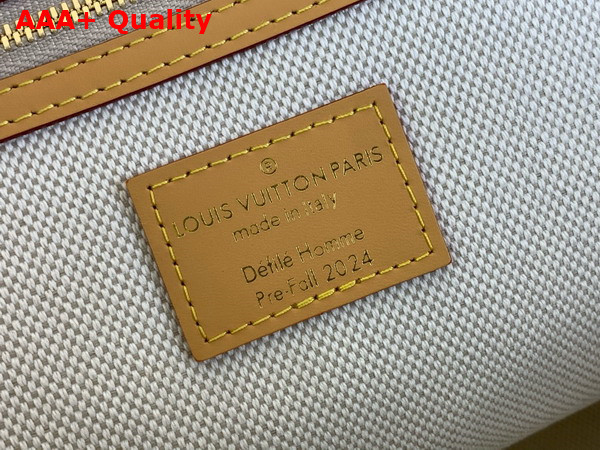 AAA+ Quality
®
LOUIS VUITTON PARIS
made in Italy
Défilé Homme
Pre-Fall 2024